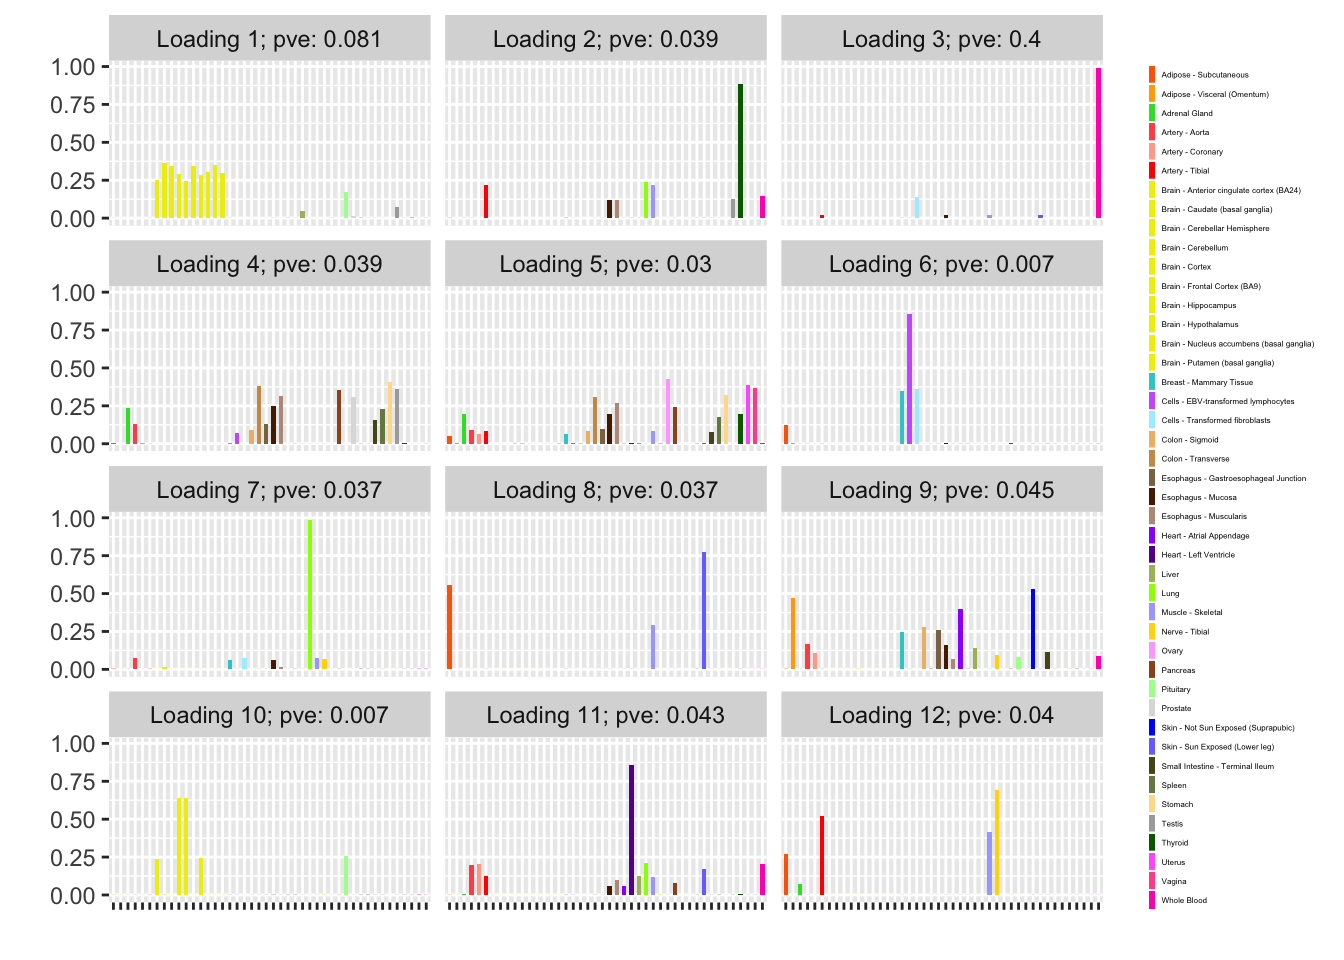 Loading 1; pve: 0.081
Loading 2; pve: 0.039
Loading 3; pve: 0.4
1.00
0.75
0.50
0.25
0.00
Loading 4; pve: 0.039
Loading 5; pve: 0.03
Loading 6; pve: 0.007
1.00
0.75
0.50
0.25
0.00
Loading 7; pve: 0.037
Loading 8; pve: 0.037
Loading 9; pve: 0.045
1.00
0.75
0.50
0.25
0.00
Loading 10; pve: 0.007
Loading 11; pve: 0.043
Loading 12; pve: 0.04
1.00
0.75
0.50
0.25
0.00
Adipose - Subcutaneous
Adipose - Visceral (Omentum)
Adrenal Gland
Artery - Aorta
Artery - Coronary
Artery - Tibial
Brain - Anterior cingulate cortex (BA24)
Brain - Caudate (basal ganglia)
Brain - Cerebellar Hemisphere
Brain - Cerebellum
Brain - Cortex
Brain - Frontal Cortex (BA9)
Brain - Hippocampus
Brain - Hypothalamus
Brain - Nucleus accumbens (basal ganglia)
Brain - Putamen (basal ganglia)
Breast - Mammary Tissue
Cells - EBV-transformed lymphocytes
Cells - Transformed fibroblasts
Colon - Sigmoid
Colon - Transverse
Esophagus - Gastroesophageal Junction
Esophagus - Mucosa
Esophagus - Muscularis
Heart - Atrial Appendage
Heart - Left Ventricle
Liver
Lung
Muscle - Skeletal
Nerve - Tibial
Ovary
Pancreas
Pituitary
Prostate
Skin - Not Sun Exposed (Suprapubic)
Skin - Sun Exposed (Lower leg)
Small Intestine - Terminal Ileum
Spleen
Stomach
Testis
Thyroid
Uterus
Vagina
Whole Blood